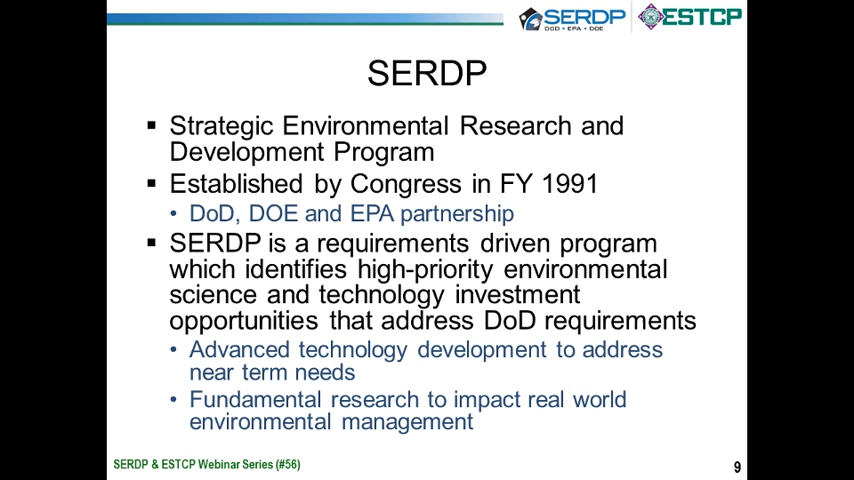 SERDP
DOD • EPA • DOE
ESTCP
SERDP
▪ Strategic Environmental Research and
Development Program
▪ Established by Congress in FY 1991
• DoD, DOE and EPA partnership
▪ SERDP is a requirements driven program
which identifies high-priority environmental
science and technology investment
opportunities that address DoD requirements
• Advanced technology development to address
near term needs
• Fundamental research to impact real world
environmental management
SERDP & ESTCP Webinar Series (#56)
9